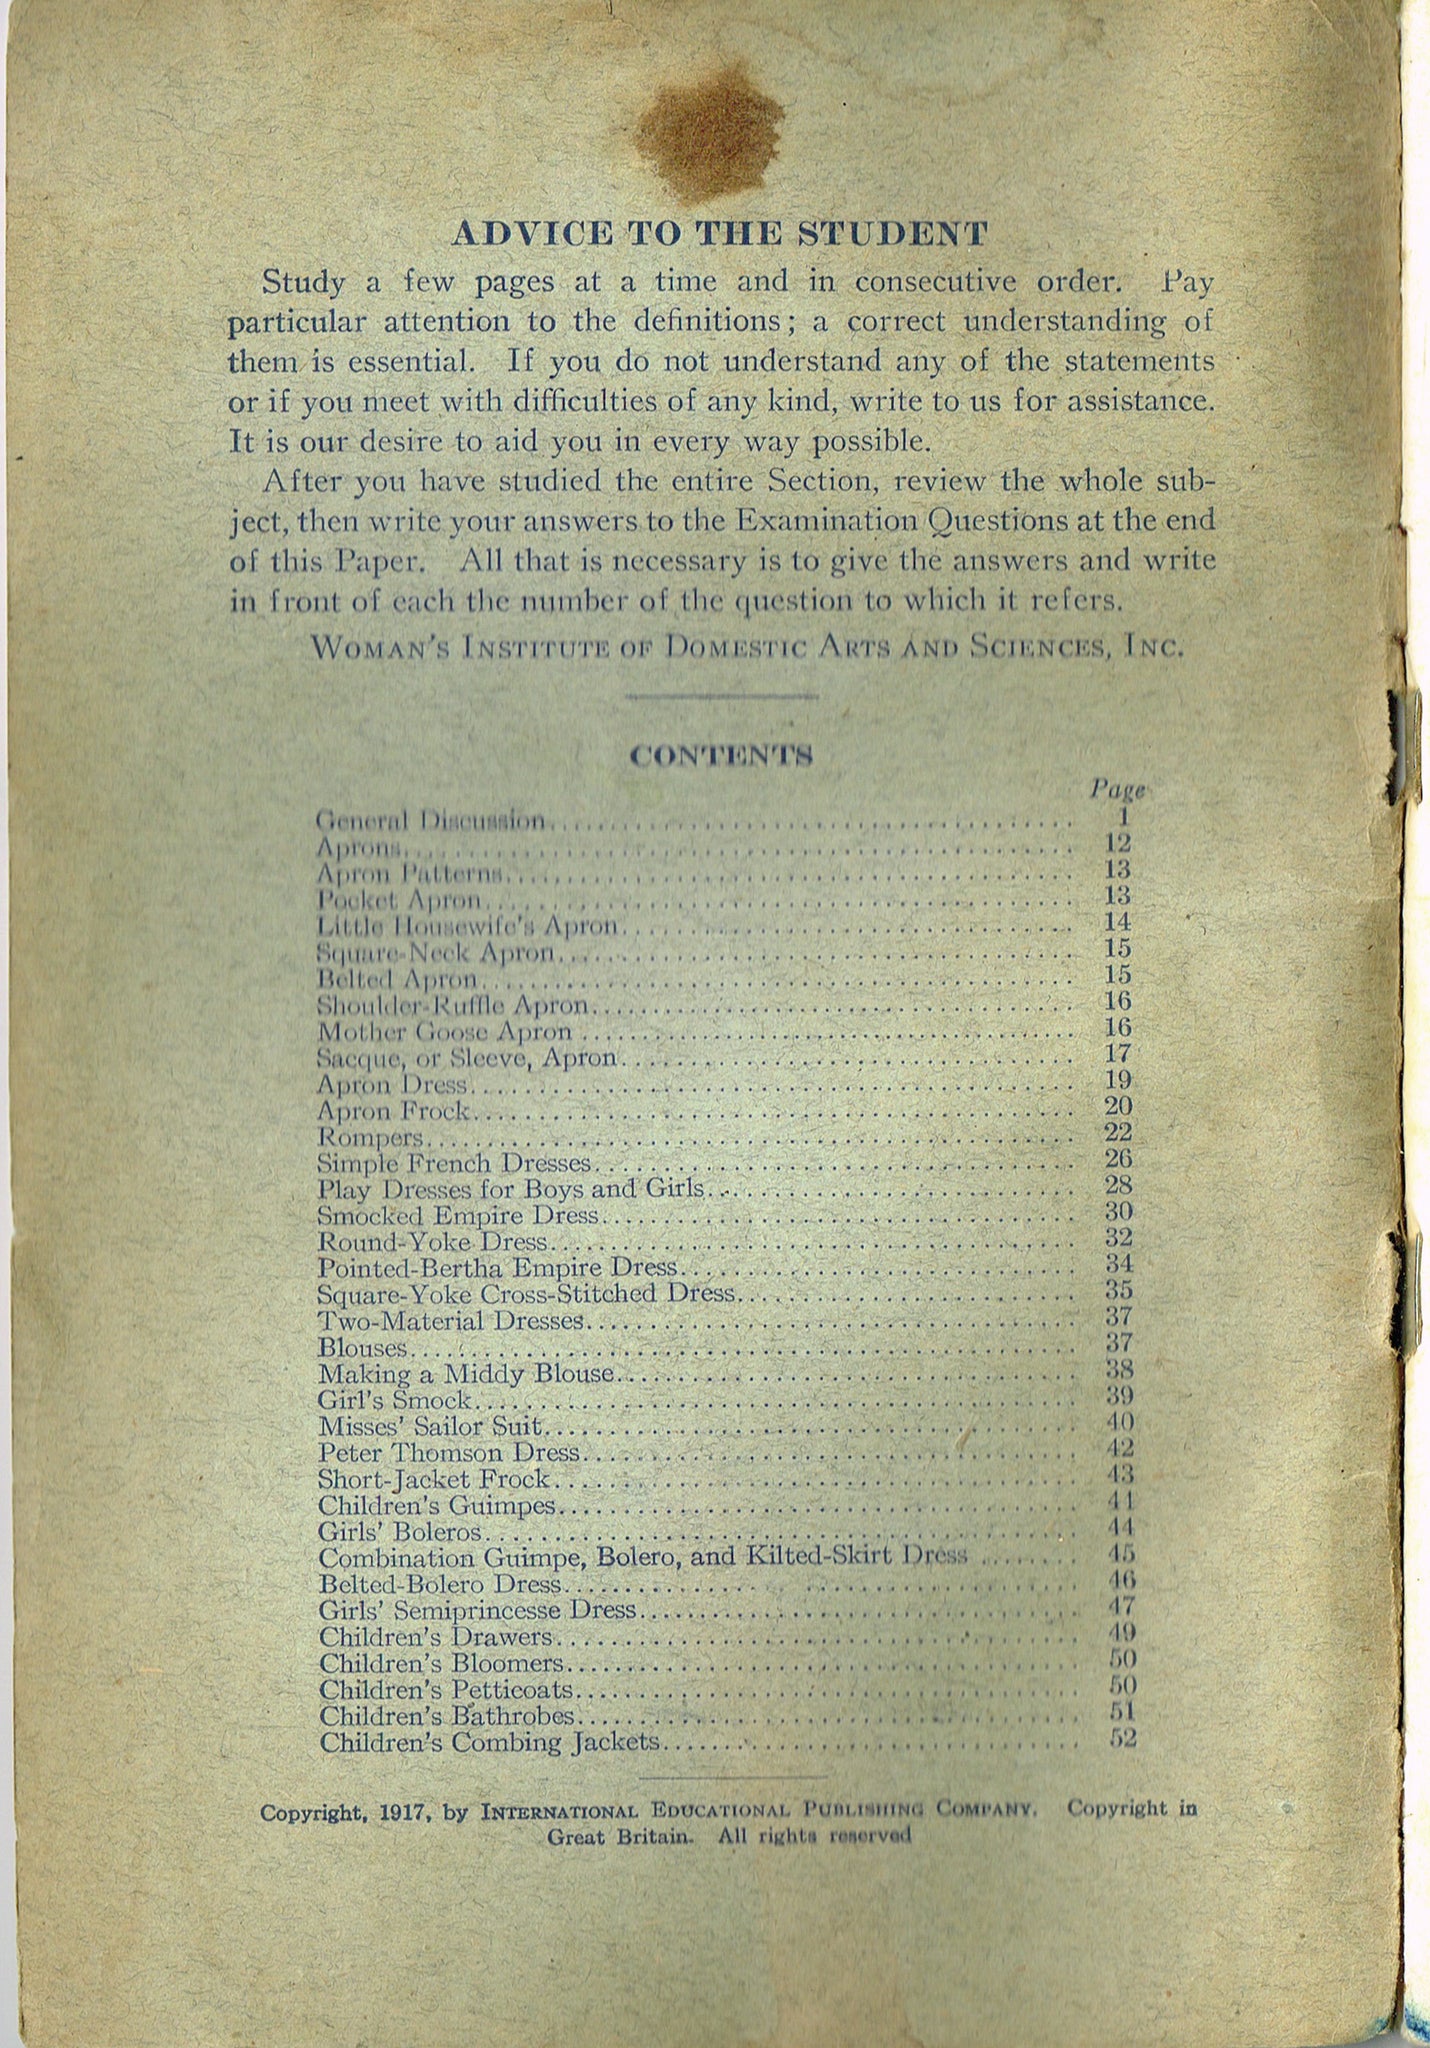 ADVICE TO THE STUDENT
Study a few pages at a time and in consecutive order. Pay
particular attention to the definitions; a correct understanding of
them is essential. If you do not understand any of the statements
or if you meet with difficulties of any kind, write to us for assistance.
It is our desire to aid you in every way possible.
After you have studied the entire Section, review the whole sub-
ject, then write your answers to the Examination Questions at the end
of this Paper. All that is necessary is to give the answers and write
in front of each the number of the question to which it refers.
WOMAN'S INSTITUTE OF DOMESTIC ARTS AND SCIENCES, INC.
CONTENTS
Page
General Discussion 1
Aprons 12
Apron Patterns 13
Pocket Apron 13
Little Housewife's Apron 14
Square-Neck Apron 15
Belted Apron 15
Shoulder-Ruffle Apron 16
Mother Goose Apron 16
Sacque, or Sleeve, Apron 17
Apron Dress 19
Apron Frock 20
Rompers 22
Simple French Dresses 26
Play Dresses for Boys and Girls 28
Smocked Empire Dress 30
Round-Yoke Dress 32
Pointed-Bertha Empire Dress 34
Square-Yoke Cross-Stitched Dress 35
Two-Material Dresses 37
Blouses 37
Making a Middy Blouse 38
Girl's Smock 39
Misses' Sailor Suit 40
Peter Thomson Dress 42
Short-Jacket Frock 43
Children's Guimpes 44
Girls' Boleros 44
Combination Guimpe, Bolero, and Kilted-Skirt Dress 45
Belted-Bolero Dress 46
Girls' Semiprincesse Dress 47
Children's Drawers 49
Children's Bloomers 50
Children's Petticoats 50
Children's Bathrobes 51
Children's Combing Jackets 52
Copyright, 1917, by INTERNATIONAL EDUCATIONAL PUBLISHING COMPANY. Copyright in
Great Britain. All rights reserved